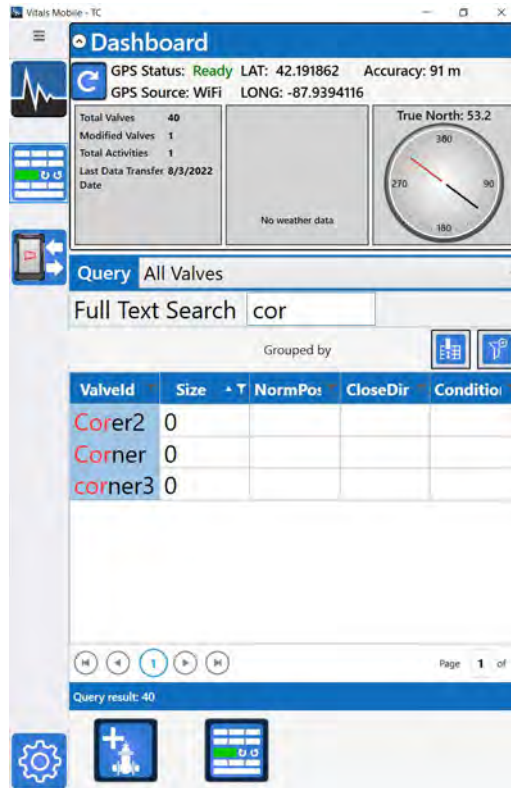 Vitals Mobile - TC
Dashboard
GPS Status: Ready LAT: 42.191862 Accuracy: 91 m
GPS Source: WiFi LONG: -87.9394116
Total Valves 40
Modified Valves 1
Total Activities 1
Last Data Transfer 8/3/2022
Date
No weather data
True North: 53.2
360
270 90
180
Query All Valves
Full Text Search cor
Grouped by
ValveId Size NormPos CloseDir Conditio
Corer2 0
Corner 0
corner3 0
1 Page 1 of
Query result: 40